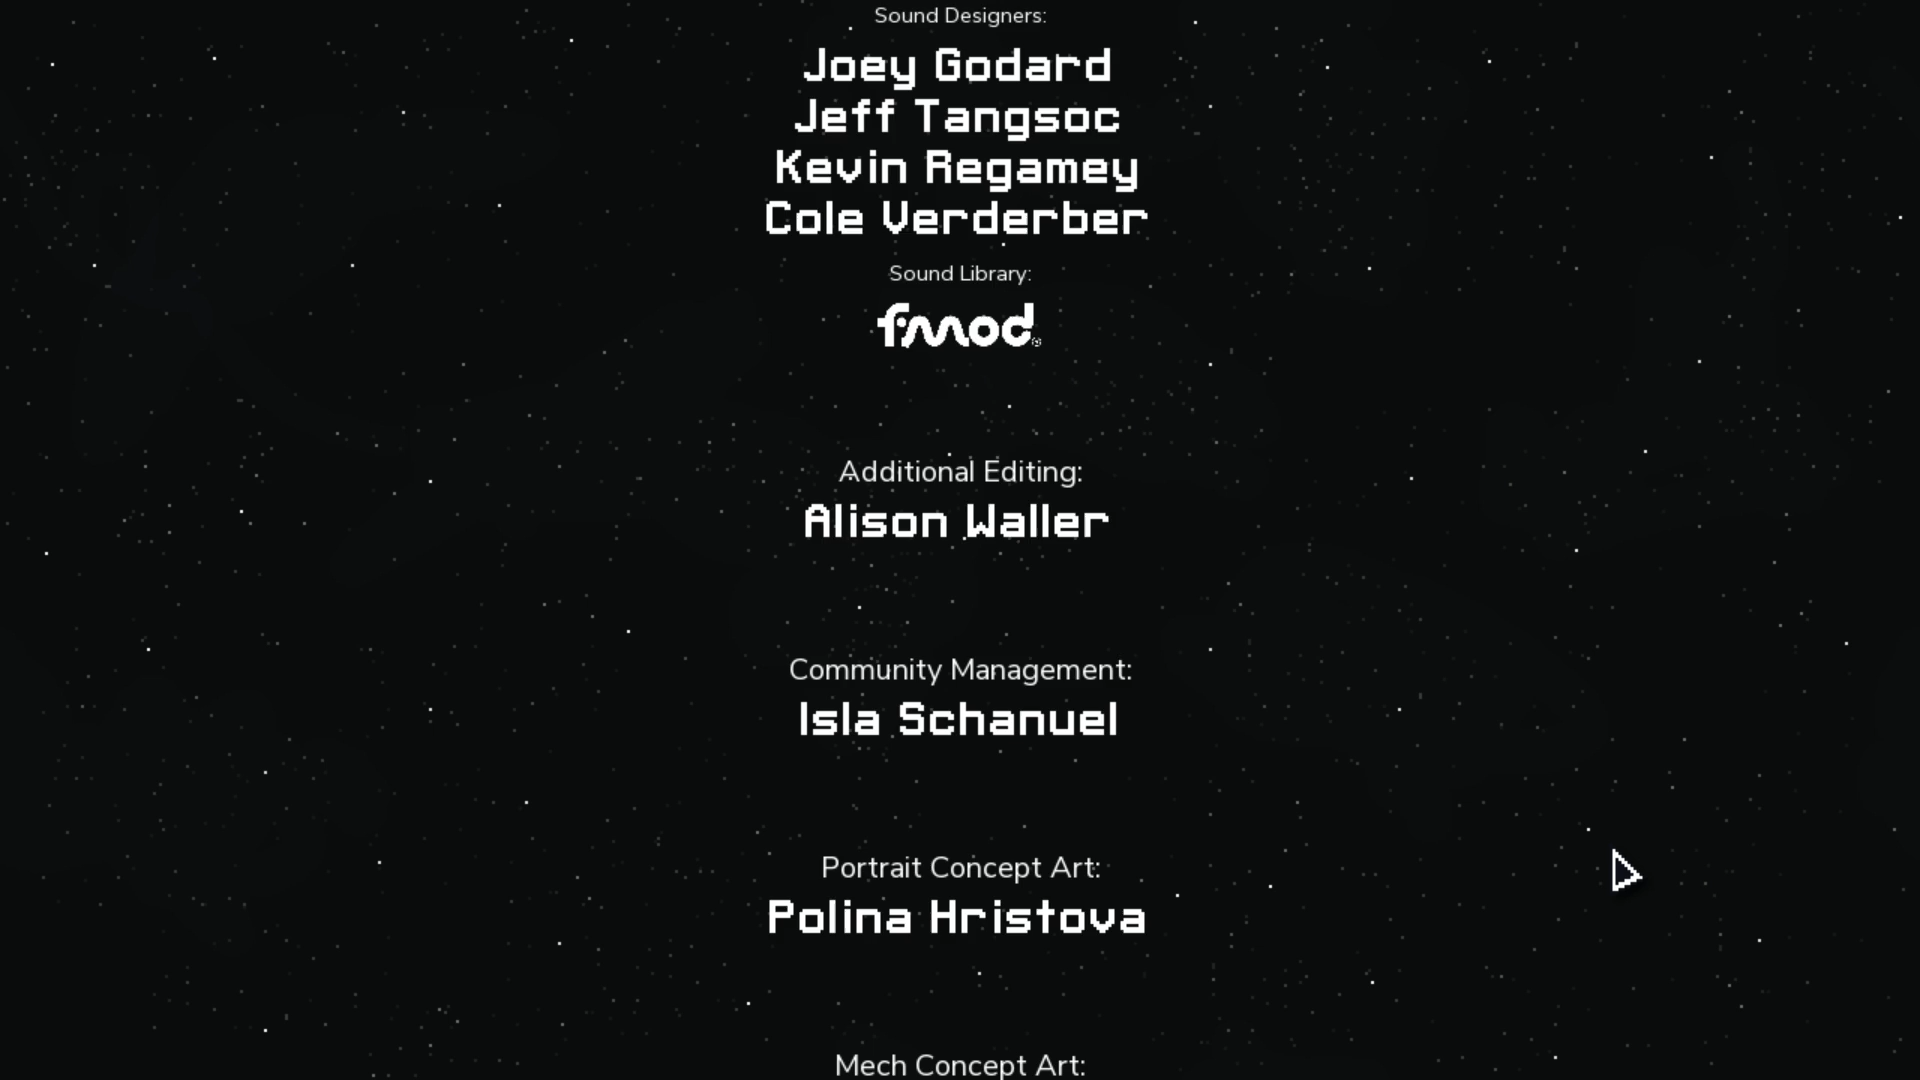 Sound Designers:
Joey Godard
Jeff Tangsoc
Kevin Regamey
Cole Verderber
Sound Library:
fmod®
Additional Editing:
Alison Waller
Community Management:
Isla Schanuel
Portrait Concept Art:
Polina Hristova
Mech Concept Art: